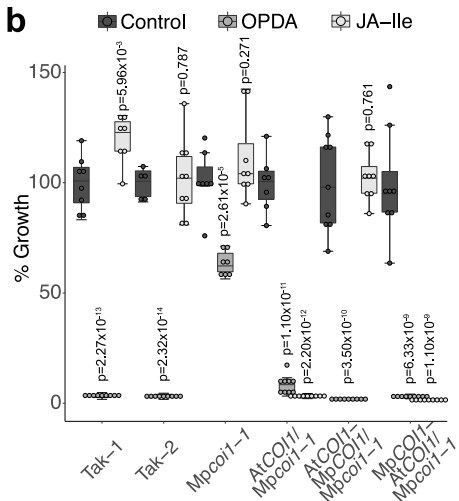 b
Control OPDA JA-Ile
150
100
50
0
% Growth
p=2.27x10-13
p=5.96x10-3
p=2.32x10-14
p=0.787
p=2.61x10-5
p=0.271
p=1.10x10-11
p=2.20x10-12
p=3.50x10-10
p=0.761
p=6.33x10-9
p=1.10x10-9
Tak-1
Tak-2
Mpcoi1-1
AtCOI1/
Mpcoi1-1
AtCOI1-
MpCOI1/
Mpcoi1-1
MpCOI1-
AtCOI1/
Mpcoi1-1